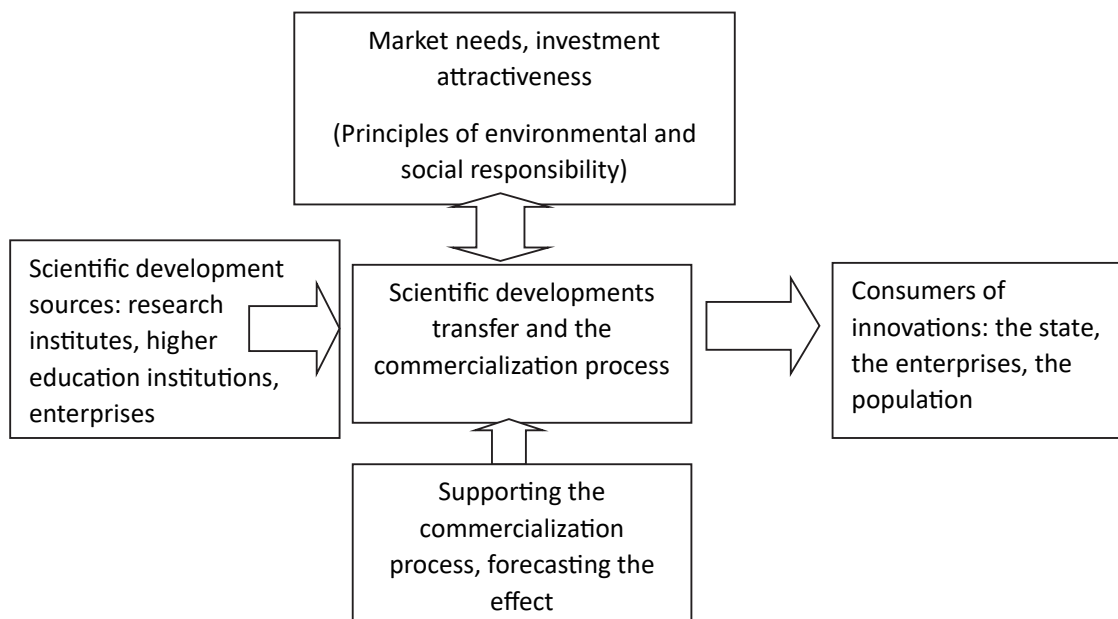 Market needs, investment
attractiveness
(Principles of environmental and
social responsibility)
Scientific development
sources: research
institutes, higher
education institutions,
enterprises
Scientific developments
transfer and the
commercialization process
Consumers of
innovations: the state,
the enterprises, the
population
Supporting the
commercialization
process, forecasting the
effect